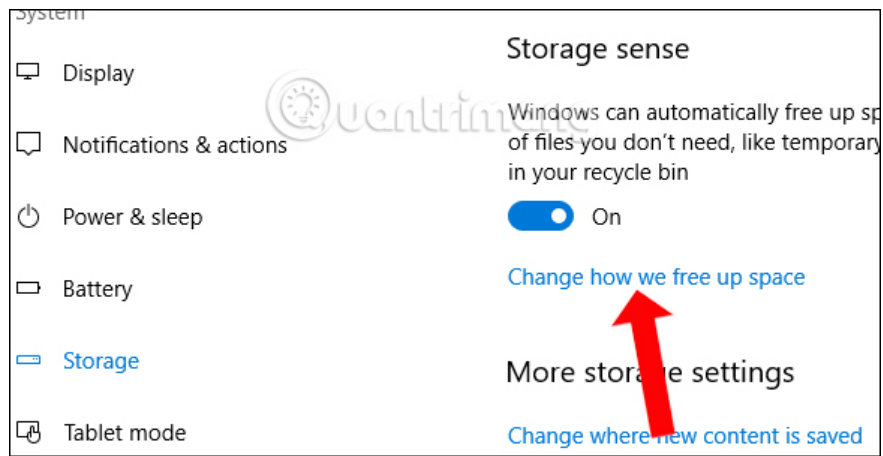 System
Display
Notifications & actions
Power & sleep
Battery
Storage
Tablet mode
Quantrimang
Storage sense
Windows can automatically free up sp
of files you don't need, like temporary
in your recycle bin
On
Change how we free up space
More storage settings
Change where new content is saved